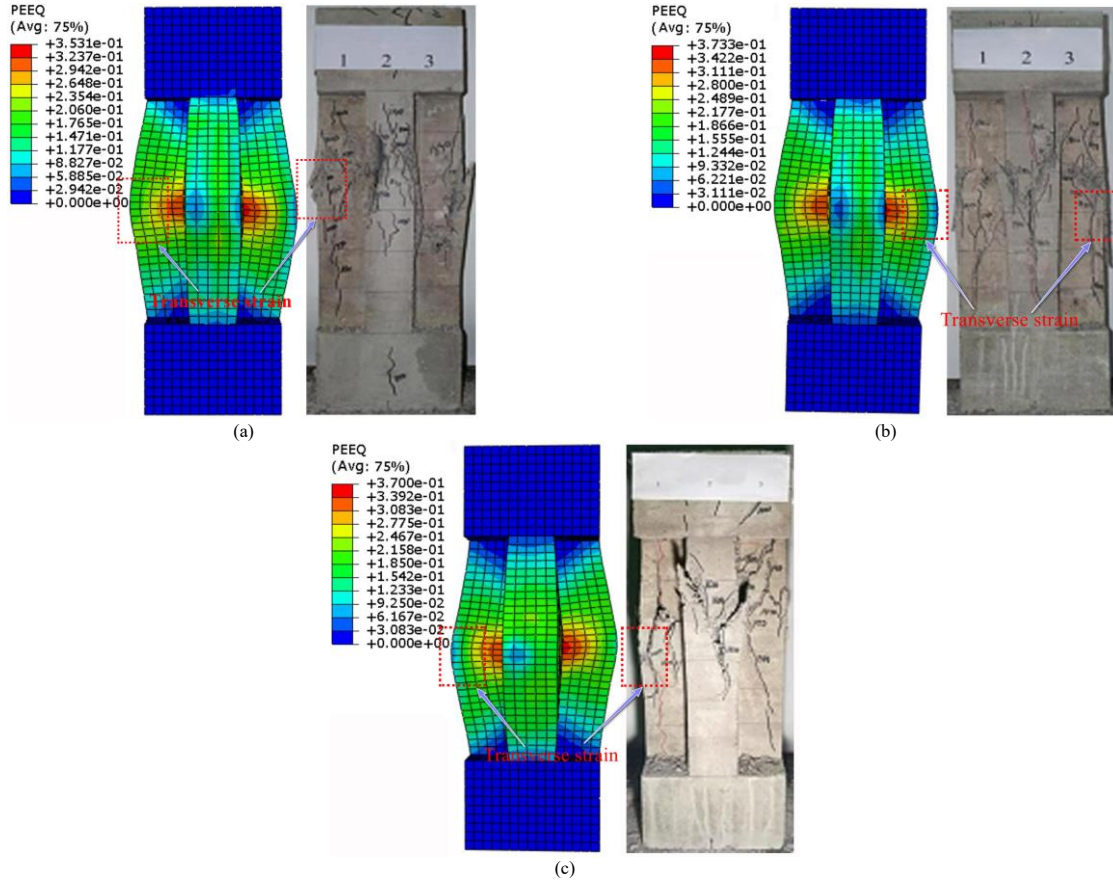 PEEQ
(Avg: 75%)
+3.531e-01
+3.237e-01
+2.942e-01
+2.648e-01
+2.354e-01
+2.060e-01
+1.765e-01
+1.471e-01
+1.177e-01
+8.827e-02
+5.885e-02
+2.942e-02
+0.000e+00
1 2 3
Transverse strain
(a)
PEEQ
(Avg: 75%)
+3.733e-01
+3.422e-01
+3.111e-01
+2.800e-01
+2.489e-01
+2.177e-01
+1.866e-01
+1.555e-01
+1.244e-01
+9.332e-02
+6.221e-02
+3.111e-02
+0.000e+00
1 2 3
Transverse strain
(b)
PEEQ
(Avg: 75%)
+3.700e-01
+3.392e-01
+3.083e-01
+2.775e-01
+2.467e-01
+2.158e-01
+1.850e-01
+1.542e-01
+1.233e-01
+9.250e-02
+6.167e-02
+3.083e-02
+0.000e+00
Transverse strain
(c)